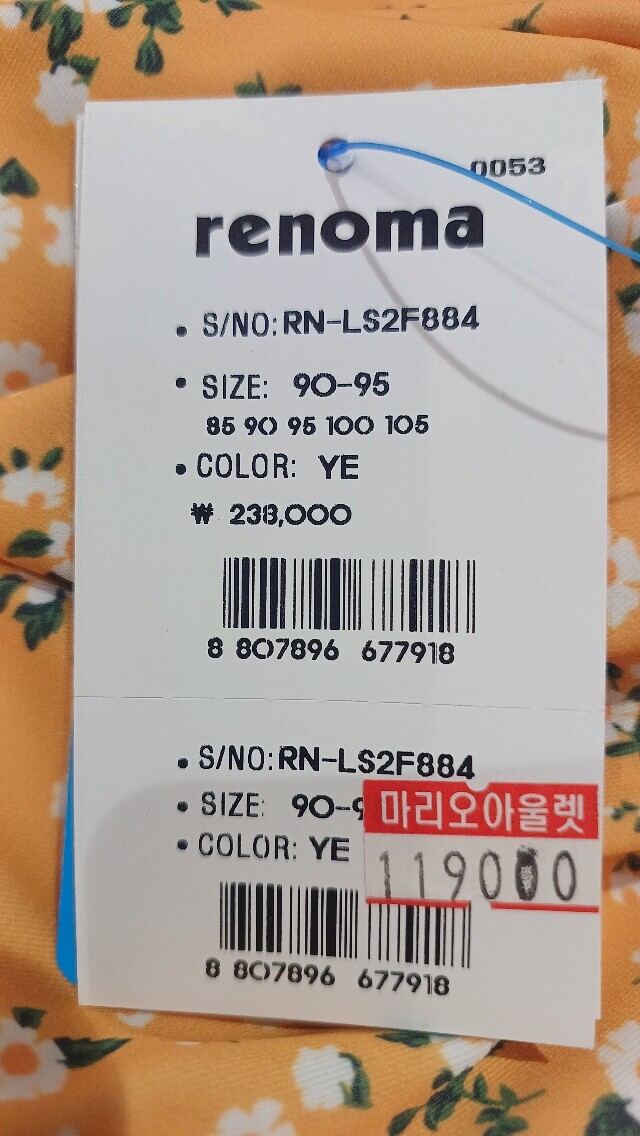 0053
renoma
• S/NO: RN-LS2F884
• SIZE: 90-95
85 90 95 100 105
• COLOR: YE
₩ 238,000
8 807896 677918
• S/NO: RN-LS2F884
• SIZE: 90-9
마리오아울렛
• COLOR: YE
119000
8 807896 677918